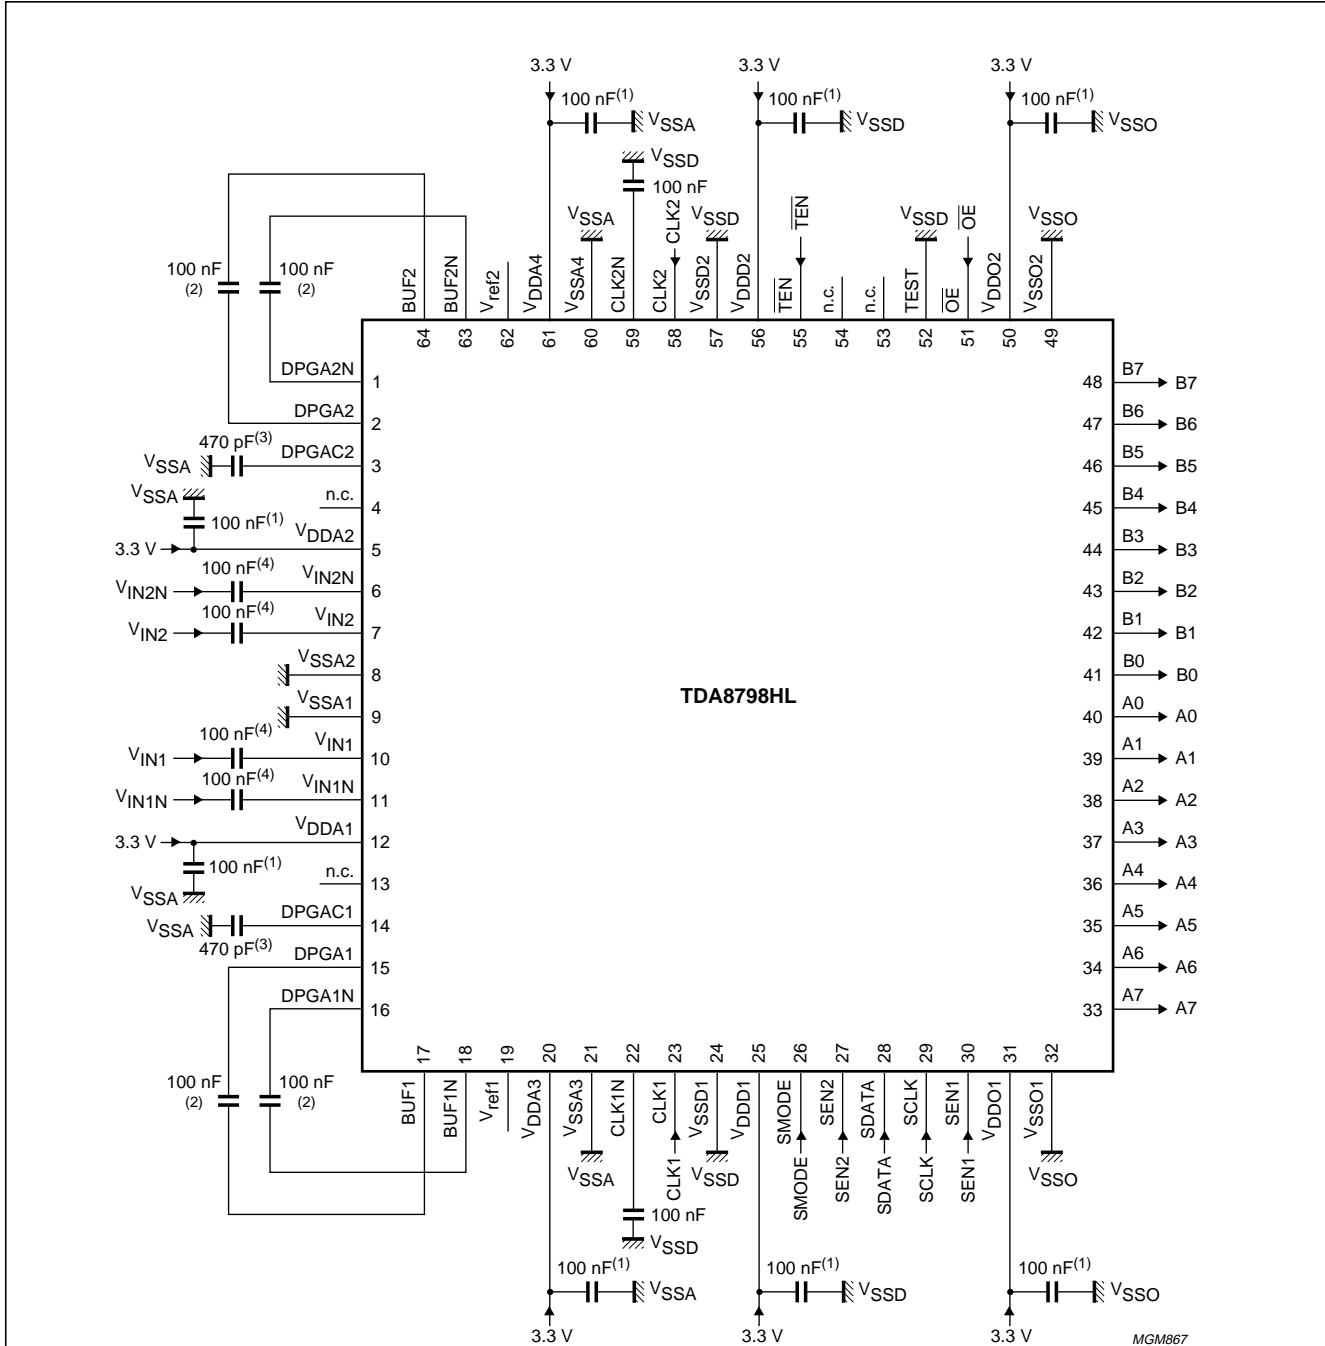 3.3 V 3.3 V 3.3 V
100 nF(1) 100 nF(1) 100 nF(1)
VSSA VSSD VSSO
VSSD
100 nF
VSSA CLK2 VSSD TEN VSSD OE VSSO
BUF2 BUF2N Vref2 VDDA4 VSSA4 CLK2N CLK2 VSSD2 VDDD2 TEN n.c. n.c. TEST OE VDDO2 VSSO2
64 63 62 61 60 59 58 57 56 55 54 53 52 51 50 49
100 nF 100 nF
(2) (2)
DPGA2N 1 48 B7 B7
DPGA2 2 47 B6 B6
470 pF(3)
VSSA DPGAC2 3 46 B5 B5
VSSA n.c. 4 45 B4 B4
100 nF(1)
3.3 V VDDA2 5 44 B3 B3
100 nF(4)
VIN2N VIN2N 6 43 B2 B2
100 nF(4)
VIN2 VIN2 7 42 B1 B1
VSSA2 8 41 B0 B0
TDA8798HL
VSSA1 9 40 A0 A0
100 nF(4)
VIN1 VIN1 10 39 A1 A1
100 nF(4)
VIN1N VIN1N 11 38 A2 A2
3.3 V VDDA1 12 37 A3 A3
100 nF(1)
VSSA n.c. 13 36 A4 A4
VSSA DPGAC1 14 35 A5 A5
470 pF(3)
DPGA1 15 34 A6 A6
DPGA1N 16 33 A7 A7
17 18 19 20 21 22 23 24 25 26 27 28 29 30 31 32
100 nF 100 nF
(2) (2)
BUF1 BUF1N Vref1 VDDA3 VSSA3 CLK1N CLK1 VSSD1 VDDD1 SMODE SEN2 SDATA SCLK SEN1 VDDO1 VSSO1
VSSA CLK1 VSSD SMODE SEN2 SDATA SCLK SEN1 VSSO
100 nF
VSSD
100 nF(1) 100 nF(1) 100 nF(1)
VSSA VSSD VSSO
3.3 V 3.3 V 3.3 V
MGM867